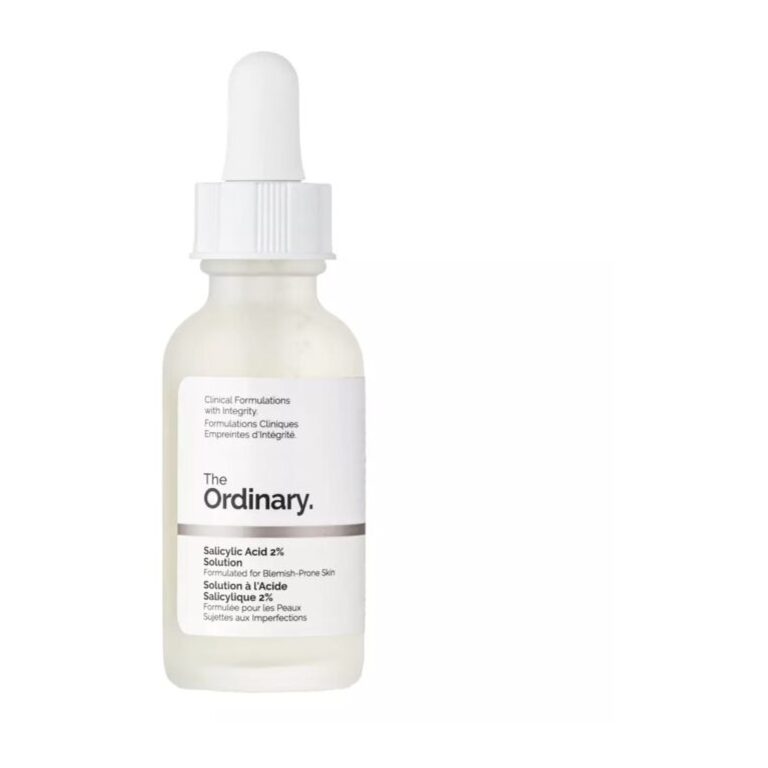 Clinical Formulations
with Integrity.
Formulations Cliniques
Empreintes d'Intégrité.
The
Ordinary.
Salicylic Acid 2%
Solution
Formulated for Blemish-Prone Skin
Solution à l'Acide
Salicylique 2%
Formulée pour les Peaux
Sujettes aux Imperfections